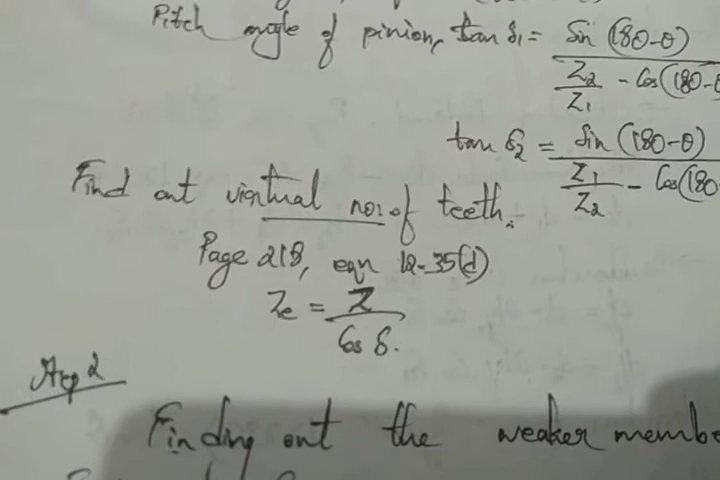 Pitch angle of pinion, tan δ₁ = Sin (180-θ)
Z₂/Z₁ - Cos(180-θ
tan δ₂ = Sin (180-θ)
Z₁/Z₂ - Cos(180
Find out virtual no: of teeth.
Page 218, eqn 12-35(d)
Ze = Z
Cos δ.
Step 2
Finding out the weaker membe